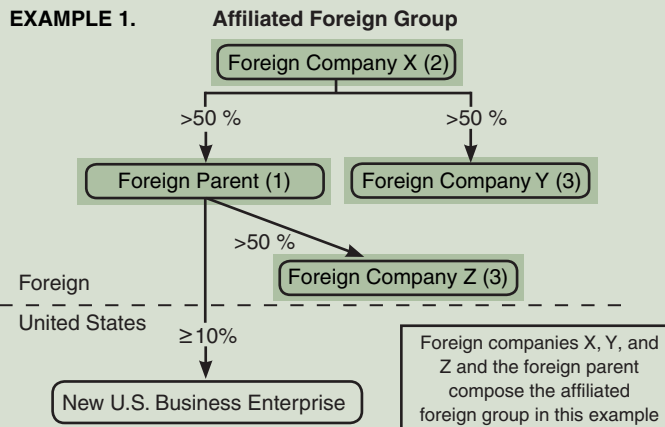 EXAMPLE 1.
Affiliated Foreign Group
Foreign Company X (2)
>50 %
>50 %
Foreign Parent (1)
Foreign Company Y (3)
>50 %
Foreign Company Z (3)
Foreign
United States
≥10%
New U.S. Business Enterprise
Foreign companies X, Y, and
Z and the foreign parent
compose the affiliated
foreign group in this example